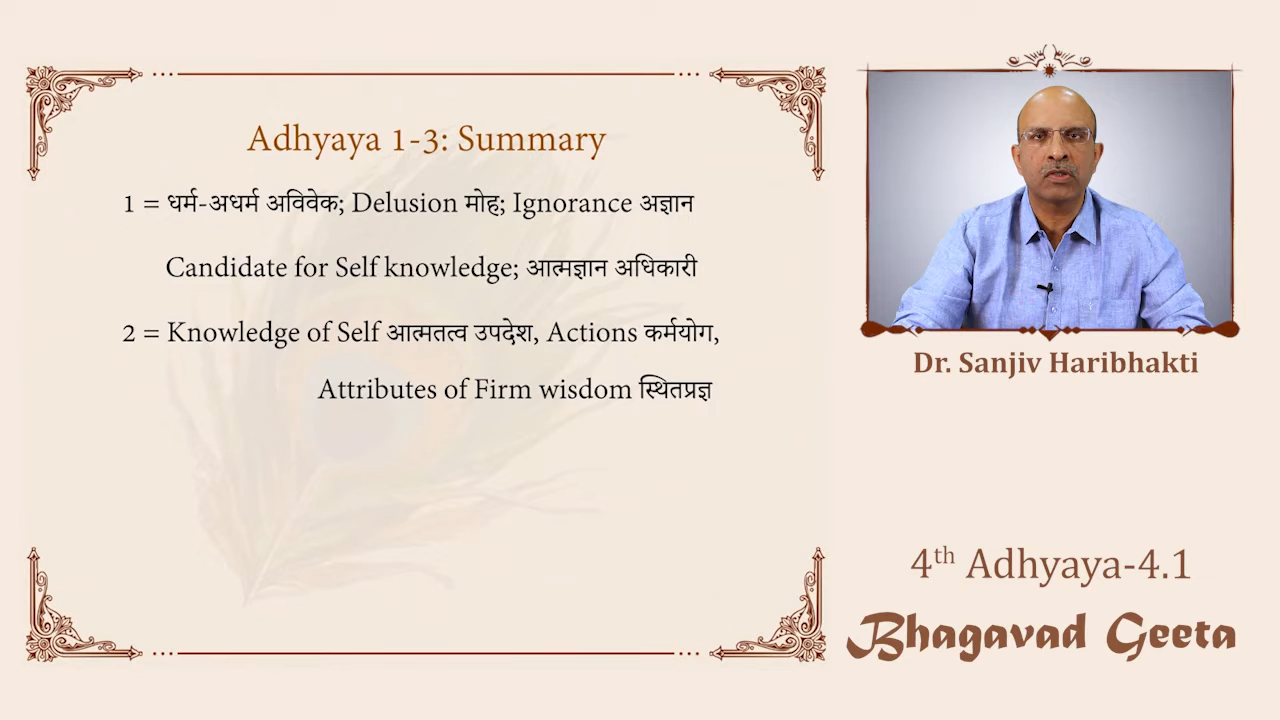 Adhyaya 1-3: Summary
1 = धर्म-अधर्म अविवेक; Delusion मोह; Ignorance अज्ञान
Candidate for Self knowledge; आत्मज्ञान अधिकारी
2 = Knowledge of Self आत्मतत्व उपदेश, Actions कर्मयोग,
Attributes of Firm wisdom स्थितप्रज्ञ
Dr. Sanjiv Haribhakti
4th Adhyaya-4.1
Bhagavad Geeta